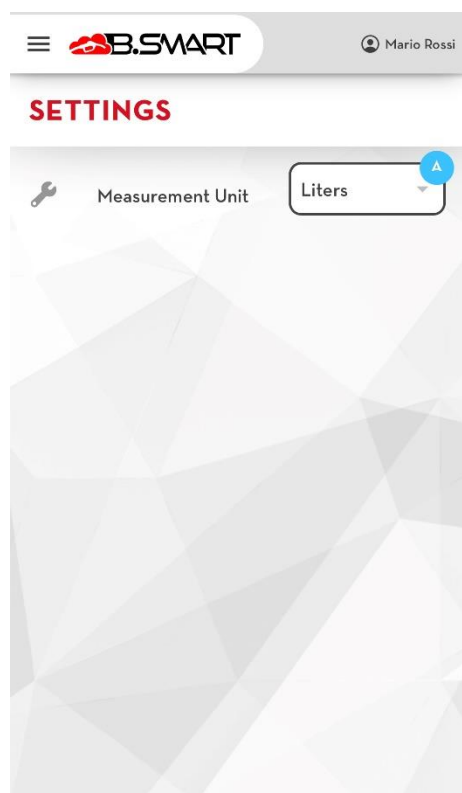 B.SMART
Mario Rossi
SETTINGS
A
Measurement Unit
Liters